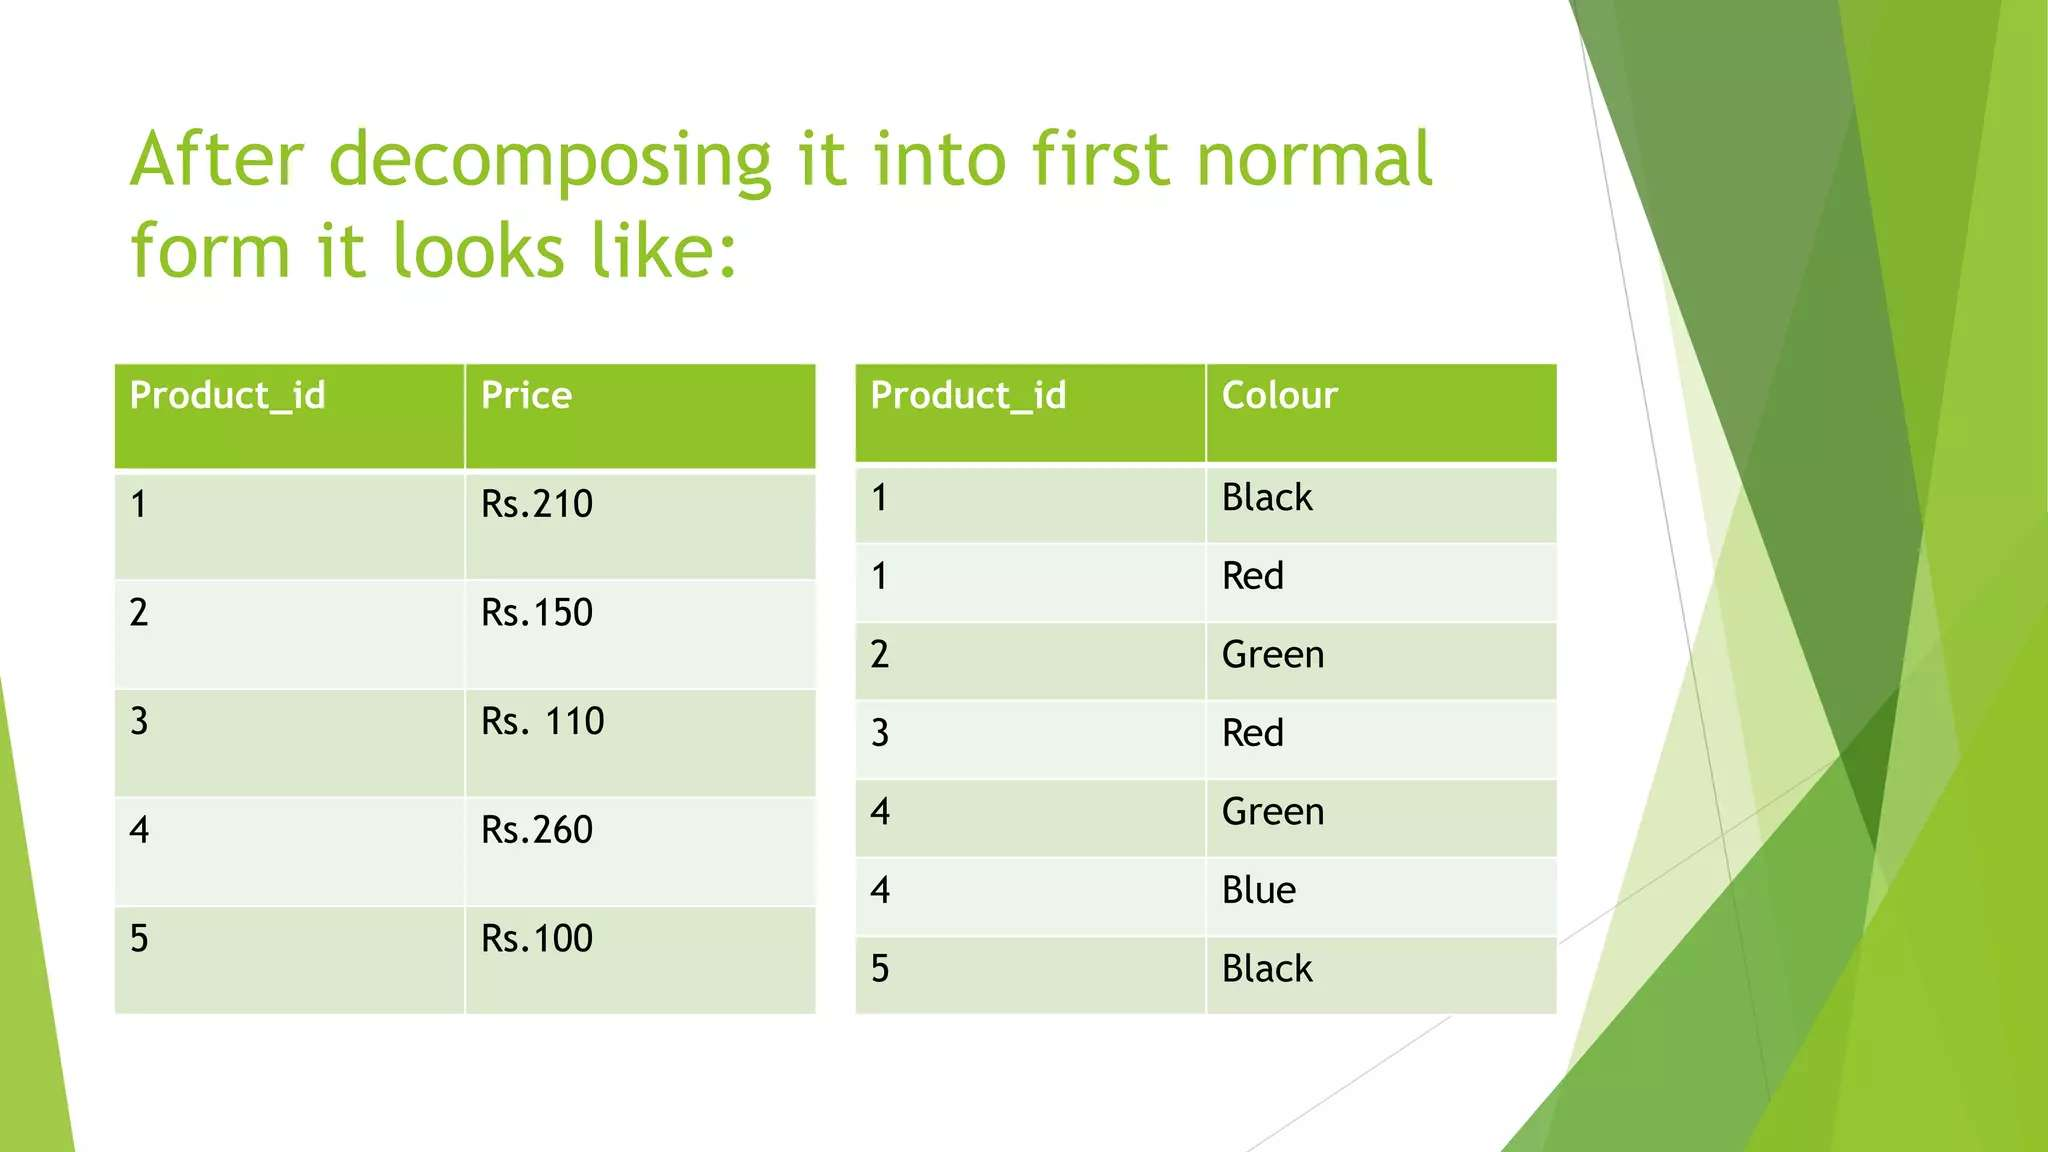 After decomposing it into first normal
form it looks like:
Product_id Price
1 Rs.210
2 Rs.150
3 Rs. 110
4 Rs.260
5 Rs.100
Product_id Colour
1 Black
1 Red
2 Green
3 Red
4 Green
4 Blue
5 Black